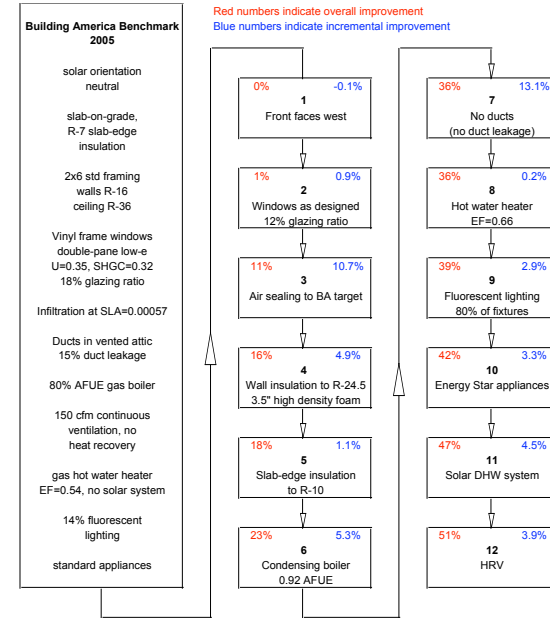 Red numbers indicate overall improvement
Blue numbers indicate incremental improvement
Building America Benchmark
2005
solar orientation
neutral
slab-on-grade,
R-7 slab-edge
insulation
2x6 std framing
walls R-16
ceiling R-36
Vinyl frame windows
double-pane low-e
U=0.35, SHGC=0.32
18% glazing ratio
Infiltration at SLA=0.00057
Ducts in vented attic
15% duct leakage
80% AFUE gas boiler
150 cfm continuous
ventilation, no
heat recovery
gas hot water heater
EF=0.54, no solar system
14% fluorescent
lighting
standard appliances
0% -0.1%
1
Front faces west
1% 0.9%
2
Windows as designed
12% glazing ratio
11% 10.7%
3
Air sealing to BA target
16% 4.9%
4
Wall insulation to R-24.5
3.5" high density foam
18% 1.1%
5
Slab-edge insulation
to R-10
23% 5.3%
6
Condensing boiler
0.92 AFUE
36% 13.1%
7
No ducts
(no duct leakage)
36% 0.2%
8
Hot water heater
EF=0.66
39% 2.9%
9
Fluorescent lighting
80% of fixtures
42% 3.3%
10
Energy Star appliances
47% 4.5%
11
Solar DHW system
51% 3.9%
12
HRV